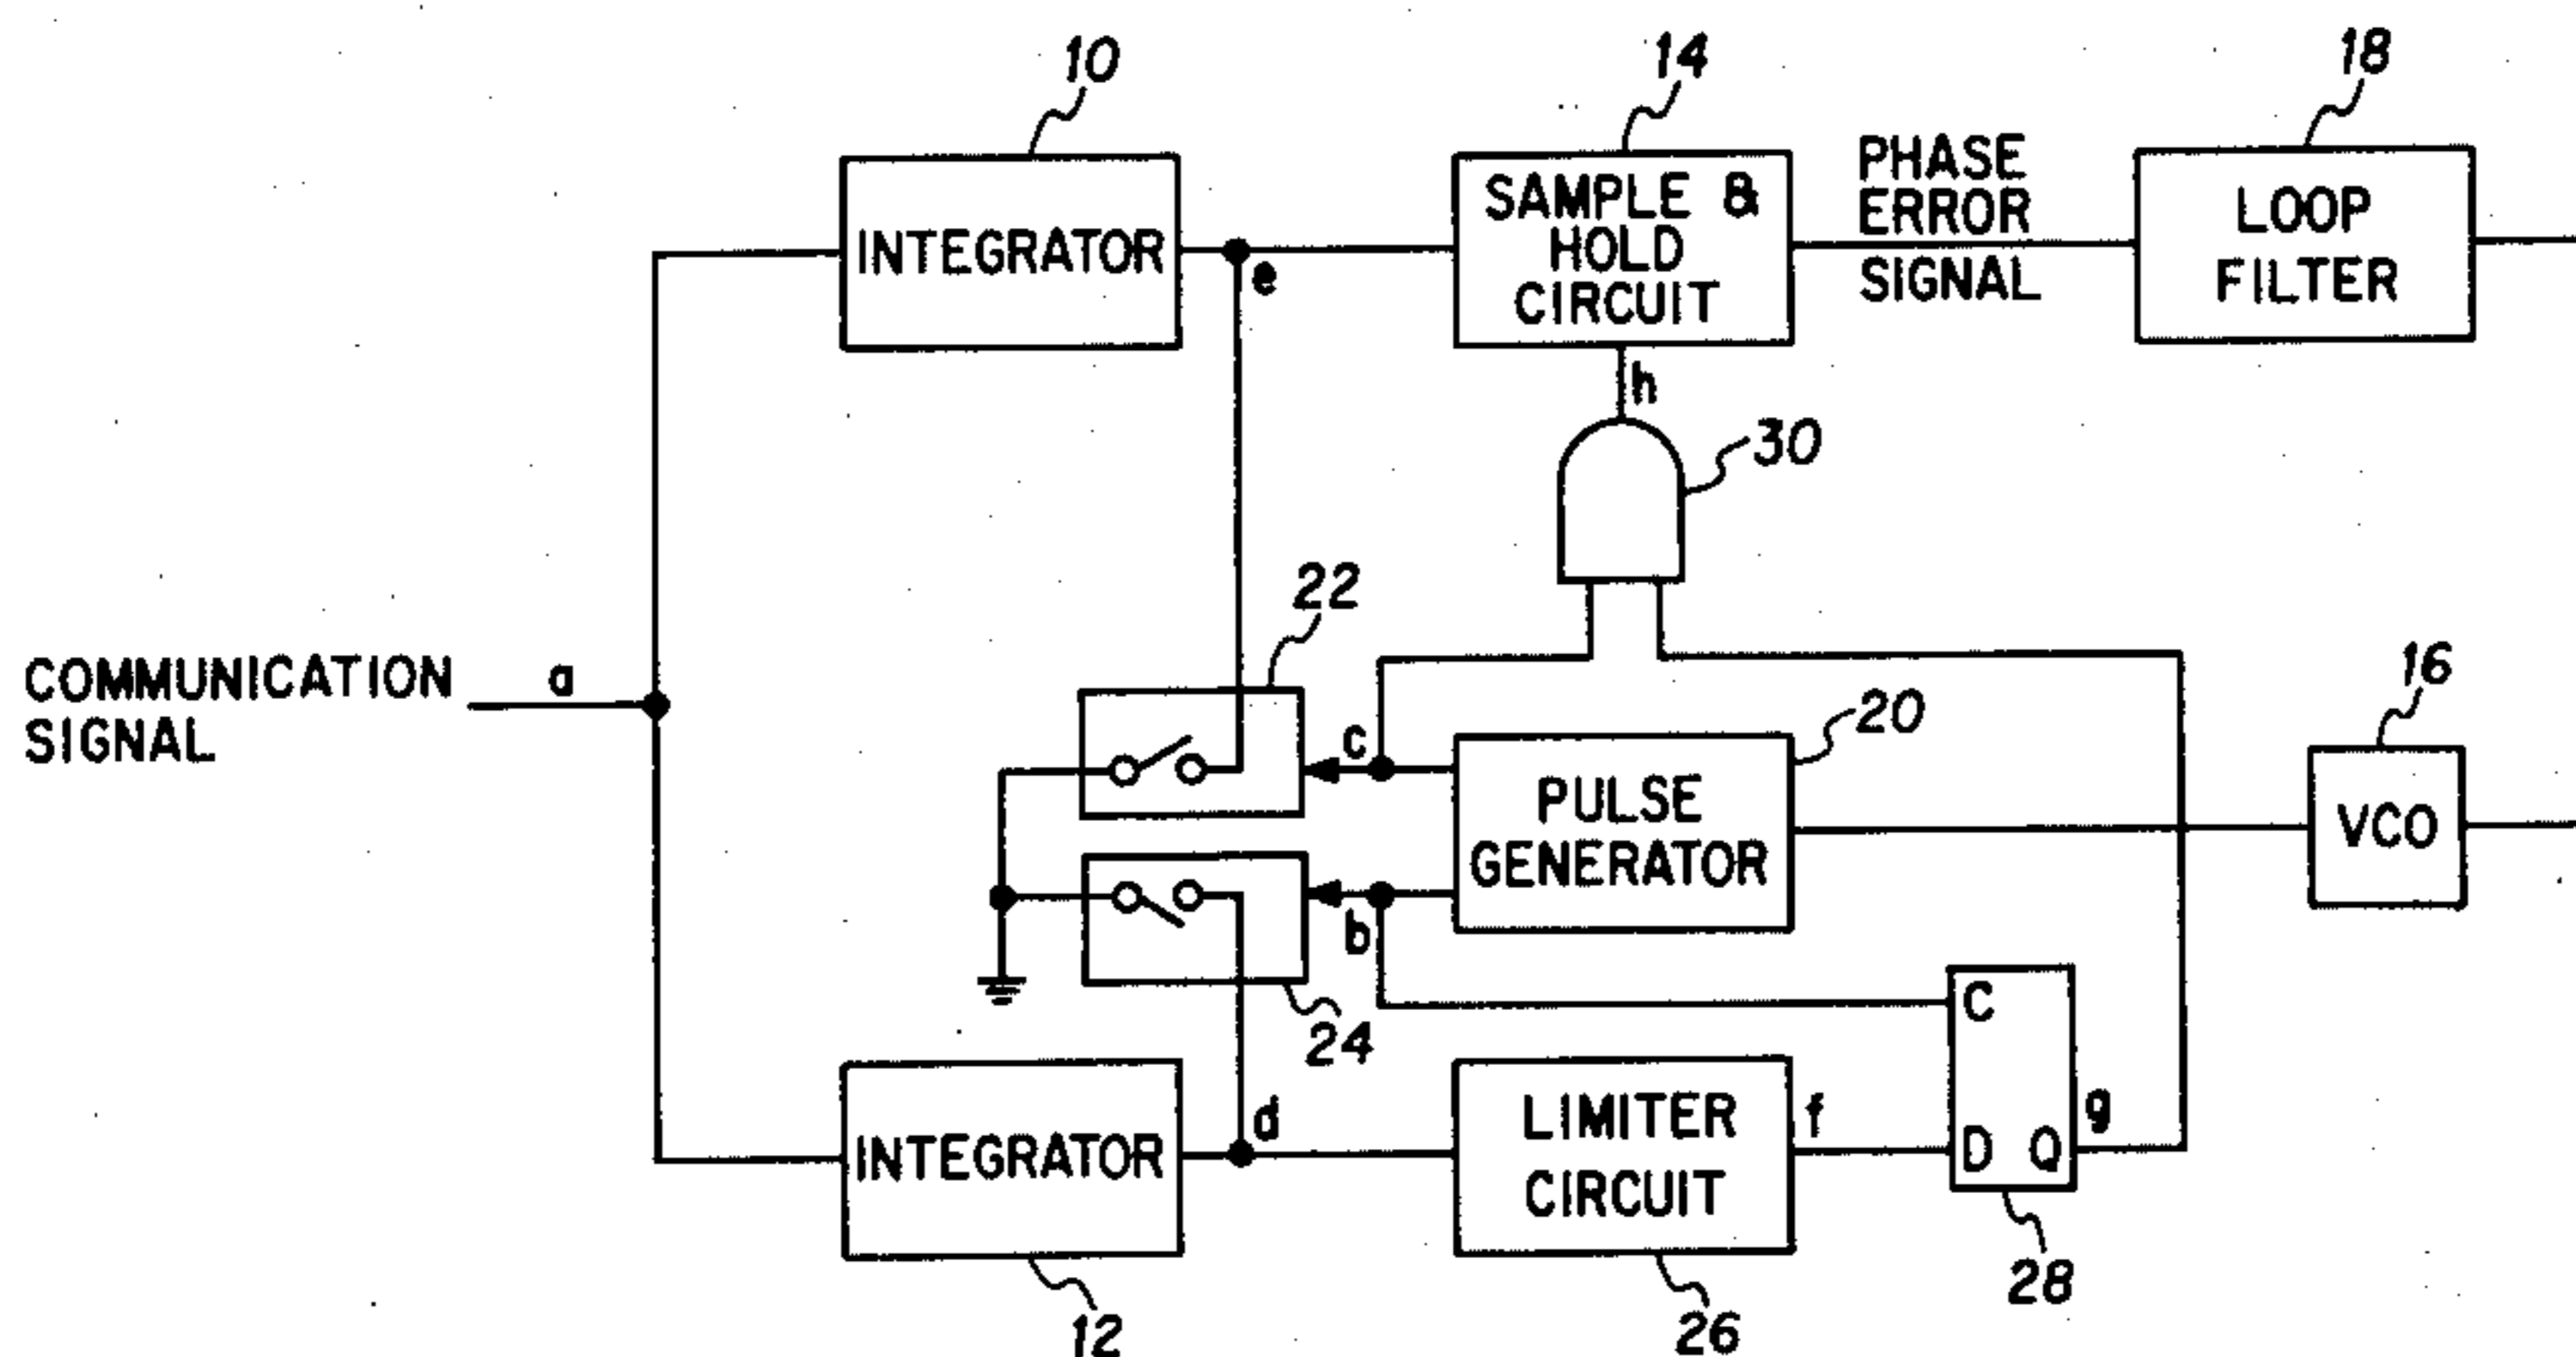 10
14
18
INTEGRATOR
SAMPLE &
HOLD
CIRCUIT
PHASE
ERROR
SIGNAL
LOOP
FILTER
e
h
30
22
COMMUNICATION
SIGNAL
a
c
20
16
PULSE
GENERATOR
VCO
b
24
C
D Q
g
INTEGRATOR
d
LIMITER
CIRCUIT
f
28
12
26